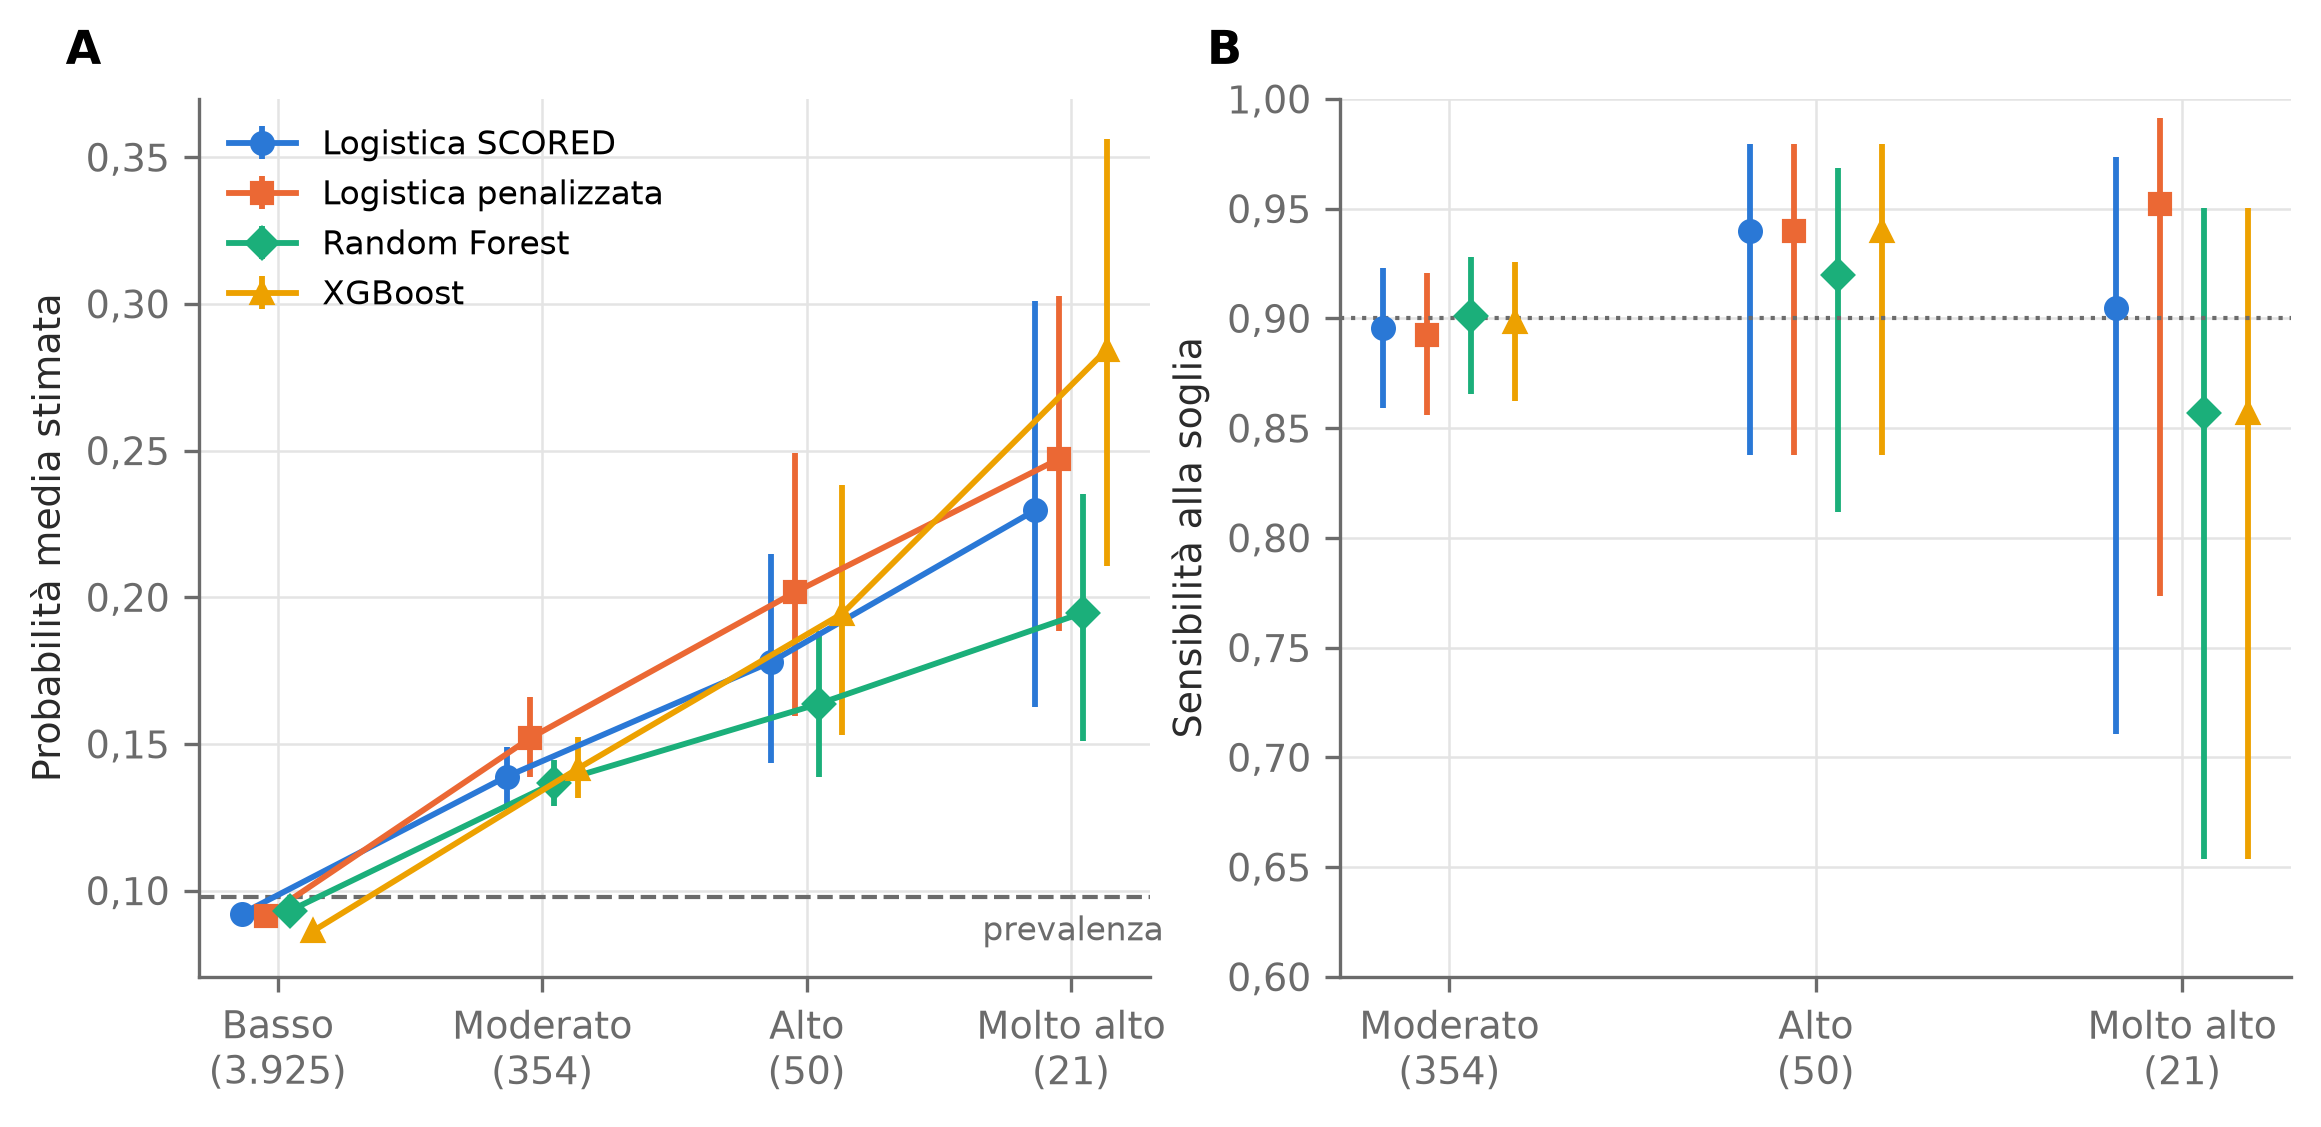 A
Probabilità media stimata
0,35
0,30
0,25
0,20
0,15
0,10
Logistica SCORED
Logistica penalizzata
Random Forest
XGBoost
prevalenza
Basso
(3.925)
Moderato
(354)
Alto
(50)
Molto alto
(21)
B
Sensibilità alla soglia
1,00
0,95
0,90
0,85
0,80
0,75
0,70
0,65
0,60
Moderato
(354)
Alto
(50)
Molto alto
(21)